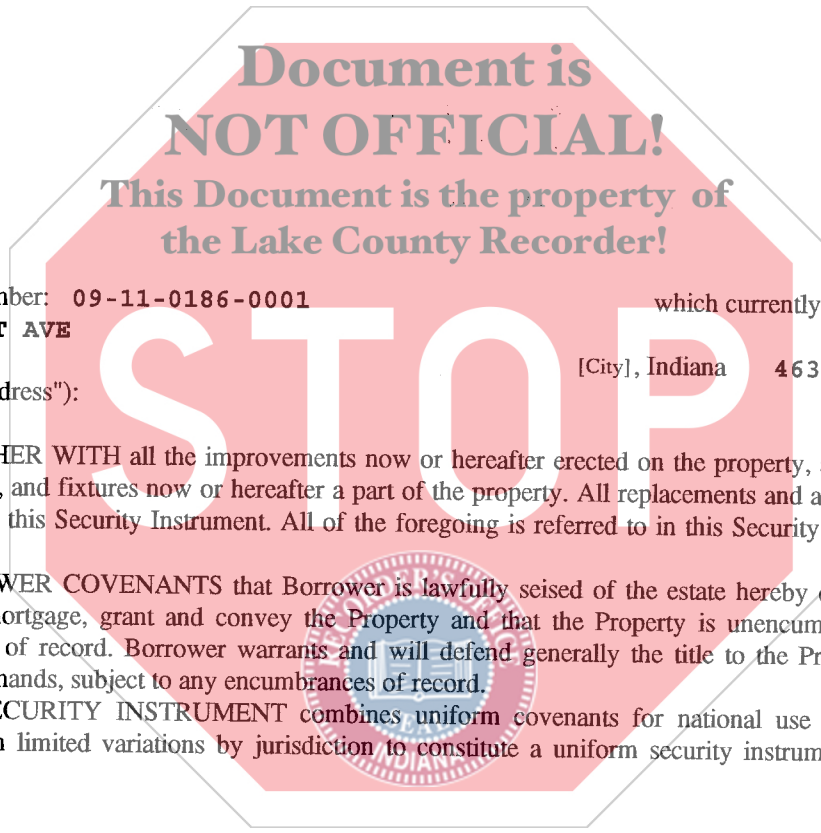 Document is
NOT OFFICIAL!
This Document is the property of
the Lake County Recorder!
nber: 09-11-0186-0001 which currently
T AVE
[City], Indiana 463
dress"):
STOP
HER WITH all the improvements now or hereafter erected on the property,
, and fixtures now or hereafter a part of the property. All replacements and a
this Security Instrument. All of the foregoing is referred to in this Security
WER COVENANTS that Borrower is lawfully seised of the estate hereby
ortgage, grant and convey the Property and that the Property is unencum
of record. Borrower warrants and will defend generally the title to the Pr
nands, subject to any encumbrances of record.
ECURITY INSTRUMENT combines uniform covenants for national use
limited variations by jurisdiction to constitute a uniform security instrum
INDIANA